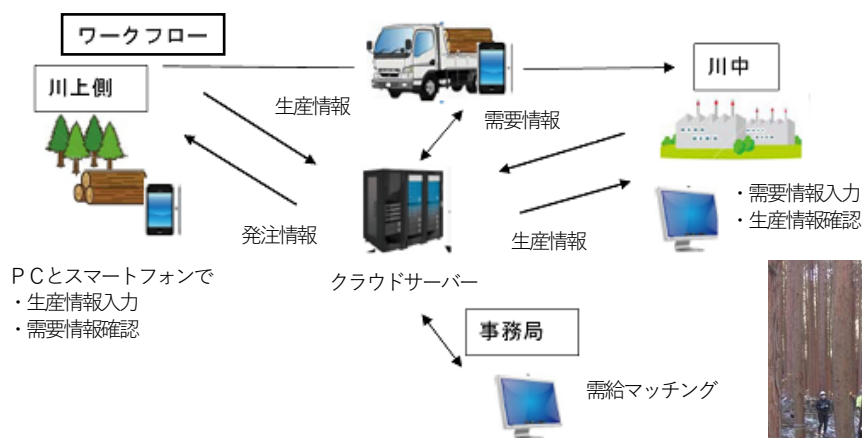 ワークフロー
川上側
川中
生産情報
需要情報
・需要情報入力
・生産情報確認
発注情報
生産情報
クラウドサーバー
ＰＣとスマートフォンで
・生産情報入力
・需要情報確認
事務局
需給マッチング